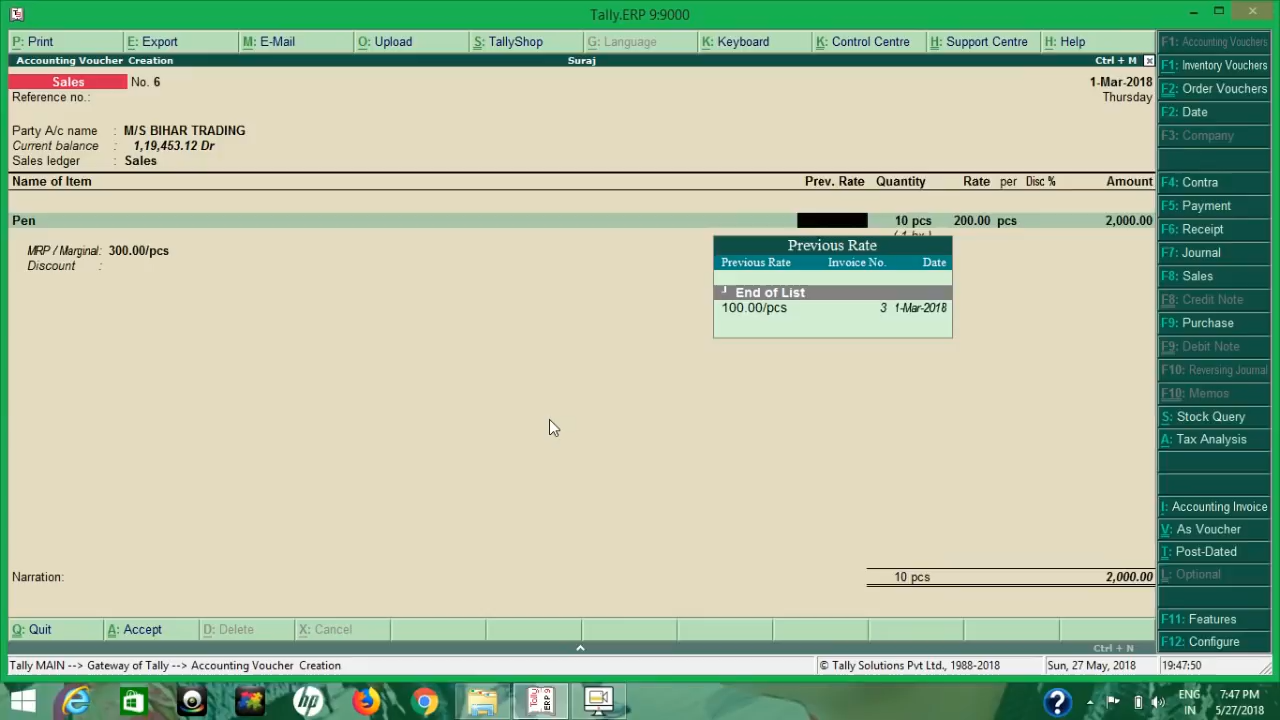 Tally.ERP 9:9000
P: Print E: Export M: E-Mail O: Upload S: TallyShop G: Language K: Keyboard K: Control Centre H: Support Centre H: Help
Accounting Voucher Creation Suraj Ctrl + M
Sales No. 6 1-Mar-2018
Reference no.: Thursday
Party A/c name : M/S BIHAR TRADING
Current balance : 1,19,453.12 Dr
Sales ledger : Sales
Name of Item Prev. Rate Quantity Rate per Disc % Amount
Pen 10 pcs 200.00 pcs 2,000.00
MRP / Marginal: 300.00/pcs
Discount :
Previous Rate
Previous Rate Invoice No. Date
End of List
100.00/pcs 3 1-Mar-2018
Narration: 10 pcs 2,000.00
F1: Accounting Vouchers
F1: Inventory Vouchers
F2: Order Vouchers
F2: Date
F3: Company
F4: Contra
F5: Payment
F6: Receipt
F7: Journal
F8: Sales
F8: Credit Note
F9: Purchase
F9: Debit Note
F10: Reversing Journal
F10: Memos
S: Stock Query
A: Tax Analysis
I: Accounting Invoice
V: As Voucher
T: Post-Dated
L: Optional
F11: Features
F12: Configure
Q: Quit A: Accept D: Delete X: Cancel
Ctrl + N
Tally MAIN --> Gateway of Tally --> Accounting Voucher Creation © Tally Solutions Pvt Ltd., 1988-2018 Sun, 27 May, 2018 19:47:50
ENG 7:47 PM
IN 5/27/2018